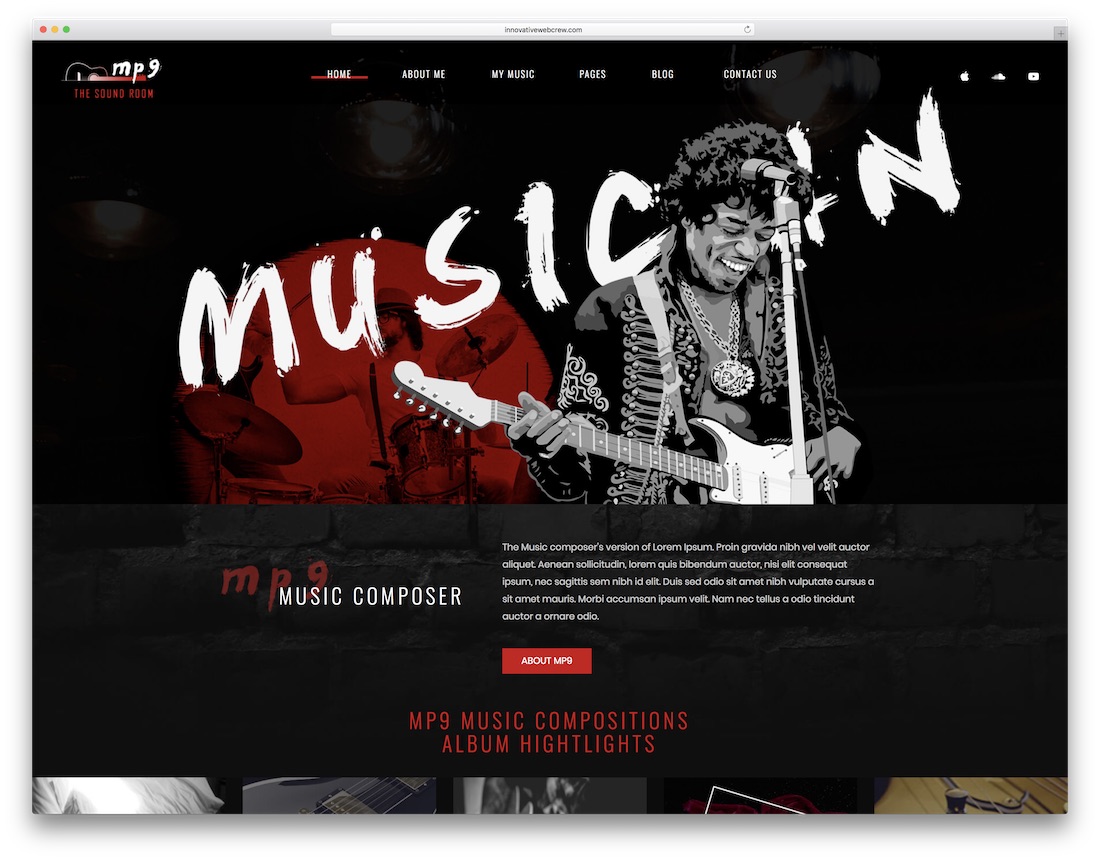 innovativewebcrew.com
mp9
THE SOUND ROOM
HOME
ABOUT ME
MY MUSIC
PAGES
BLOG
CONTACT US
MUSICIAN
The Music composer's version of Lorem Ipsum. Proin gravida nibh vel velit auctor
aliquet. Aenean sollicitudin, lorem quis bibendum auctor, nisi elit consequat
ipsum, nec sagittis sem nibh id elit. Duis sed odio sit amet nibh vulputate cursus a
sit amet mauris. Morbi accumsan ipsum velit. Nam nec tellus a odio tincidunt
auctor a ornare odio.
mp9
MUSIC COMPOSER
ABOUT MP9
MP9 MUSIC COMPOSITIONS
ALBUM HIGHTLIGHTS